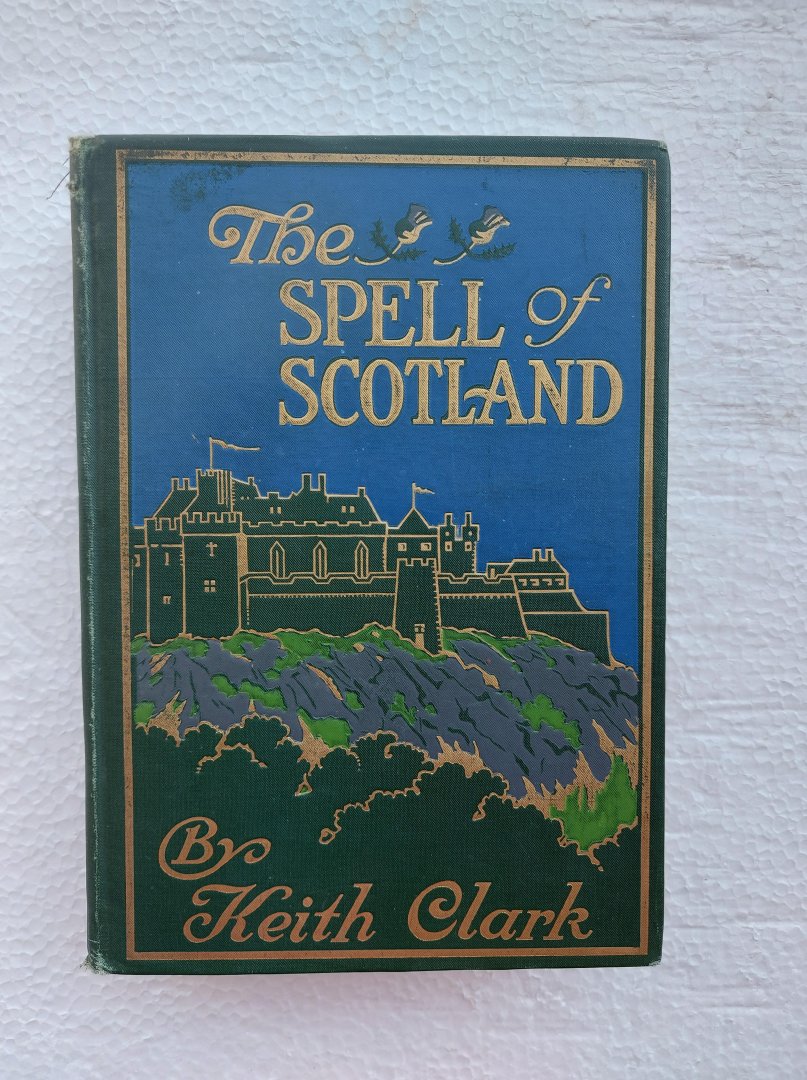 The
SPELL of
SCOTLAND
By
Keith Clark